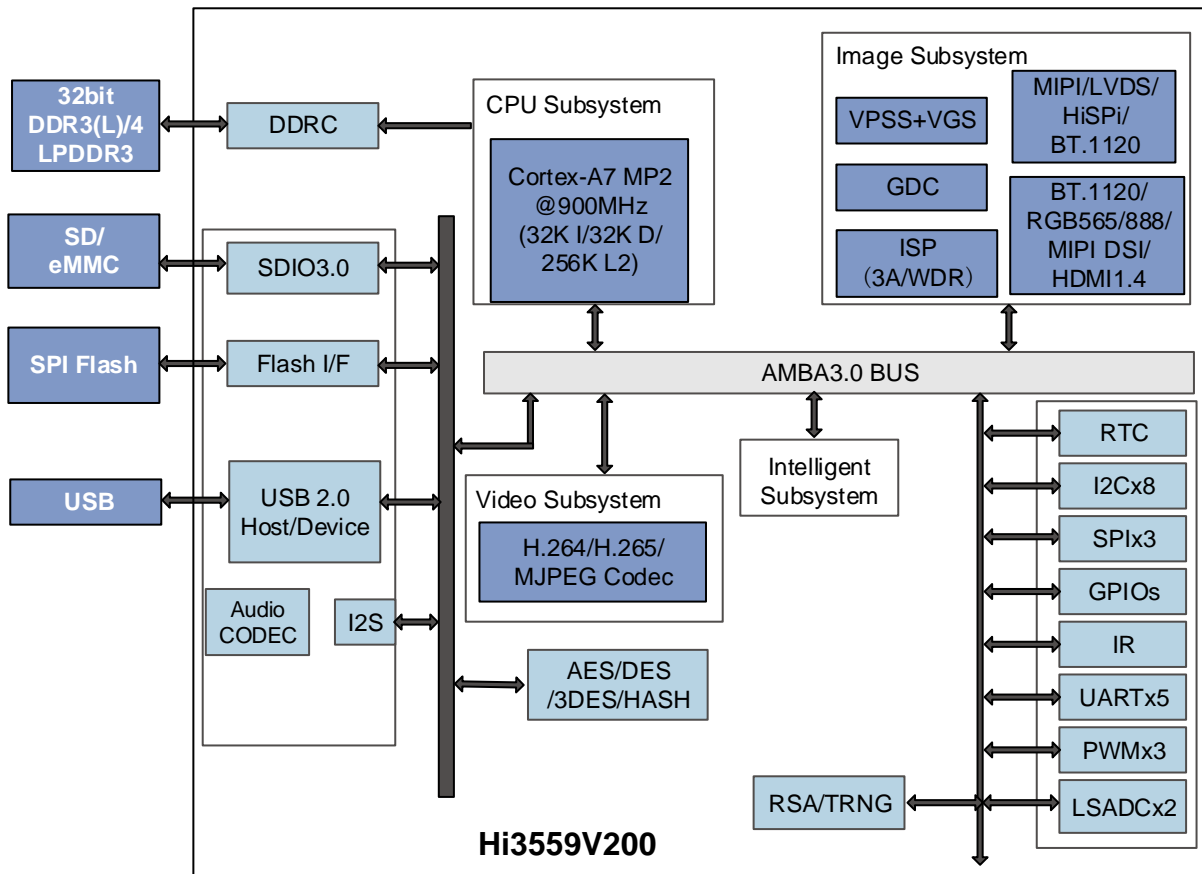 32bit
DDR3(L)/4
LPDDR3
DDRC
SD/
eMMC
SDIO3.0
SPI Flash
Flash I/F
USB
USB 2.0
Host/Device
Audio
CODEC
I2S
CPU Subsystem
Cortex-A7 MP2
@900MHz
(32K I/32K D/
256K L2)
Image Subsystem
VPSS+VGS
GDC
ISP
（3A/WDR）
MIPI/LVDS/
HiSPi/
BT.1120
BT.1120/
RGB565/888/
MIPI DSI/
HDMI1.4
AMBA3.0 BUS
Video Subsystem
H.264/H.265/
MJPEG Codec
Intelligent
Subsystem
AES/DES
/3DES/HASH
RSA/TRNG
RTC
I2Cx8
SPIx3
GPIOs
IR
UARTx5
PWMx3
LSADCx2
Hi3559V200